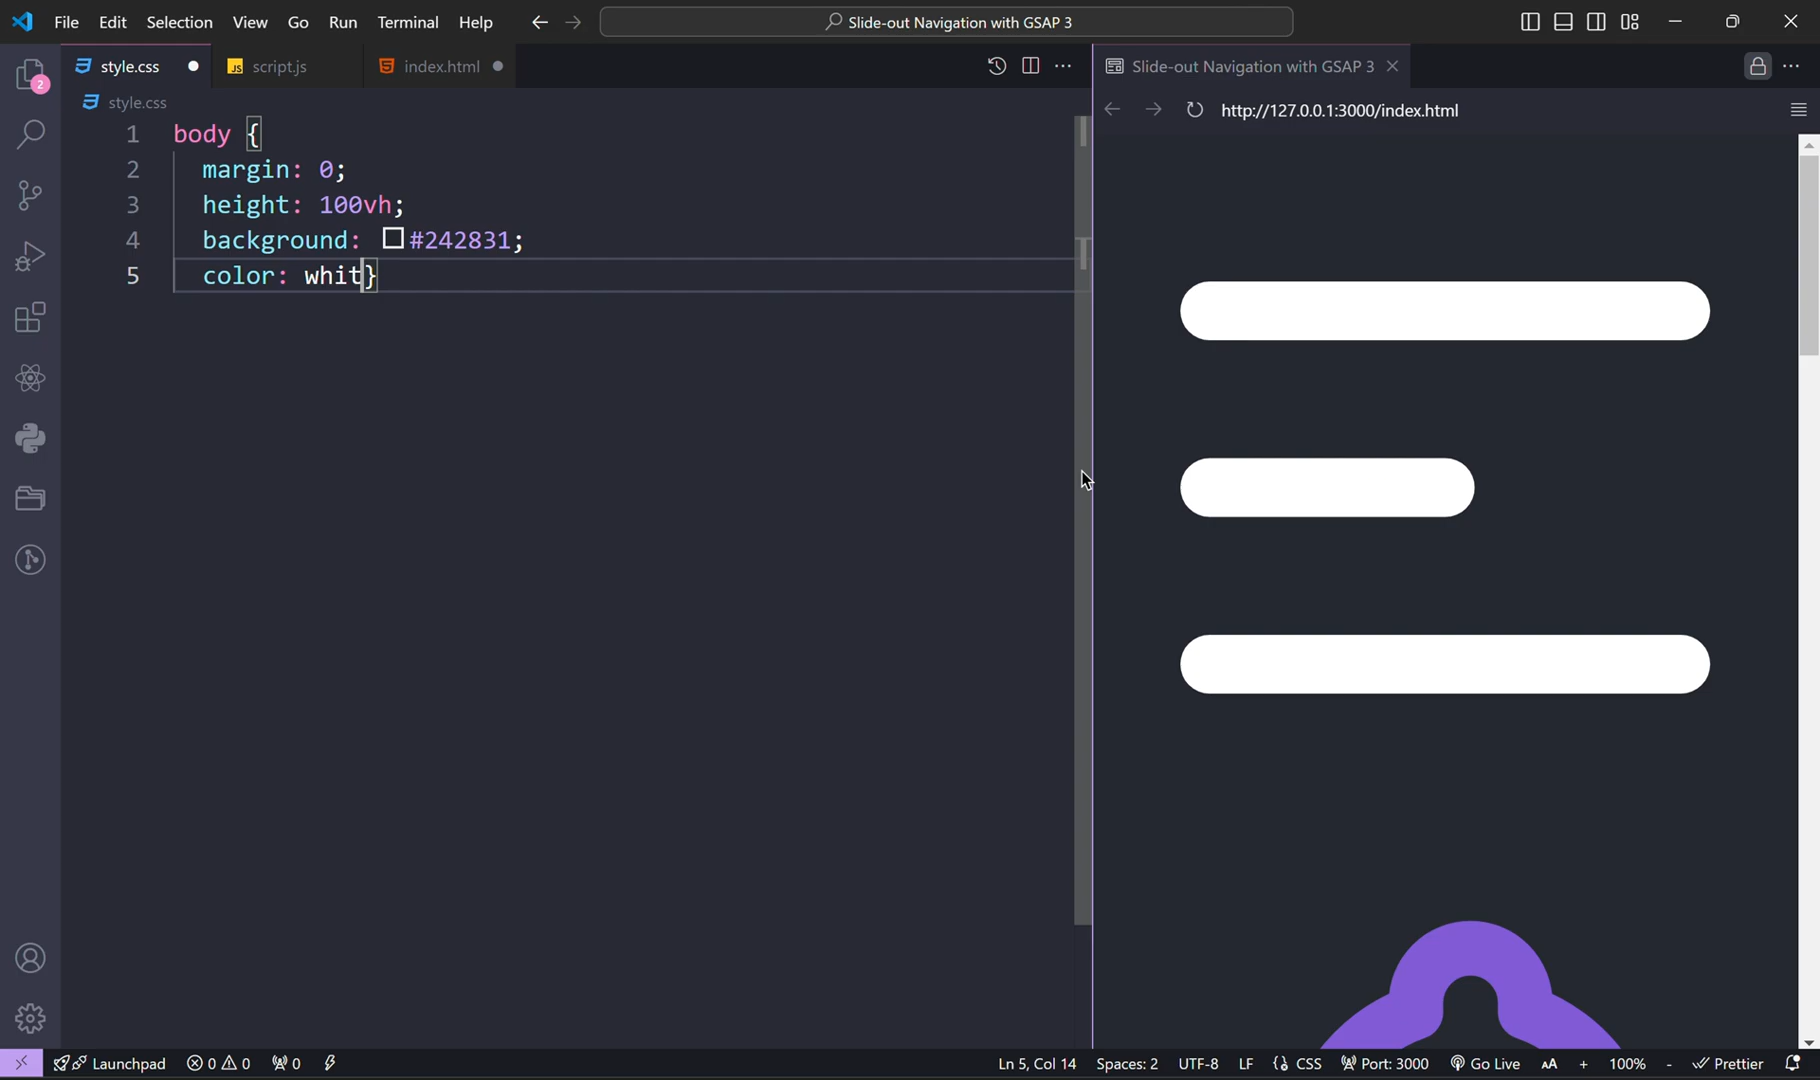 File Edit Selection View Go Run Terminal Help Slide-out Navigation with GSAP 3
style.css script.js index.html Slide-out Navigation with GSAP 3
2
JS
style.css http://127.0.0.1:3000/index.html
1 body {
2 margin: 0;
3 height: 100vh;
4 background: #242831;
5 color: whit}
Launchpad 0 0 0 Ln 5, Col 14 Spaces: 2 UTF-8 LF {} CSS Port: 3000 Go Live AA + 100% - Prettier